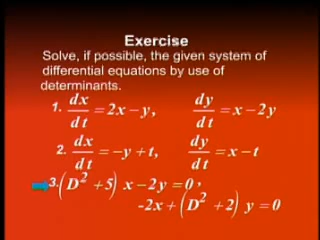 Exercise
Solve, if possible, the given system of
differential equations by use of
determinants.
1. dx/dt = 2x – y, dy/dt = x – 2y
2. dx/dt = –y + t, dy/dt = x – t
3. (D² + 5) x – 2y = 0,
-2x + (D² + 2) y = 0